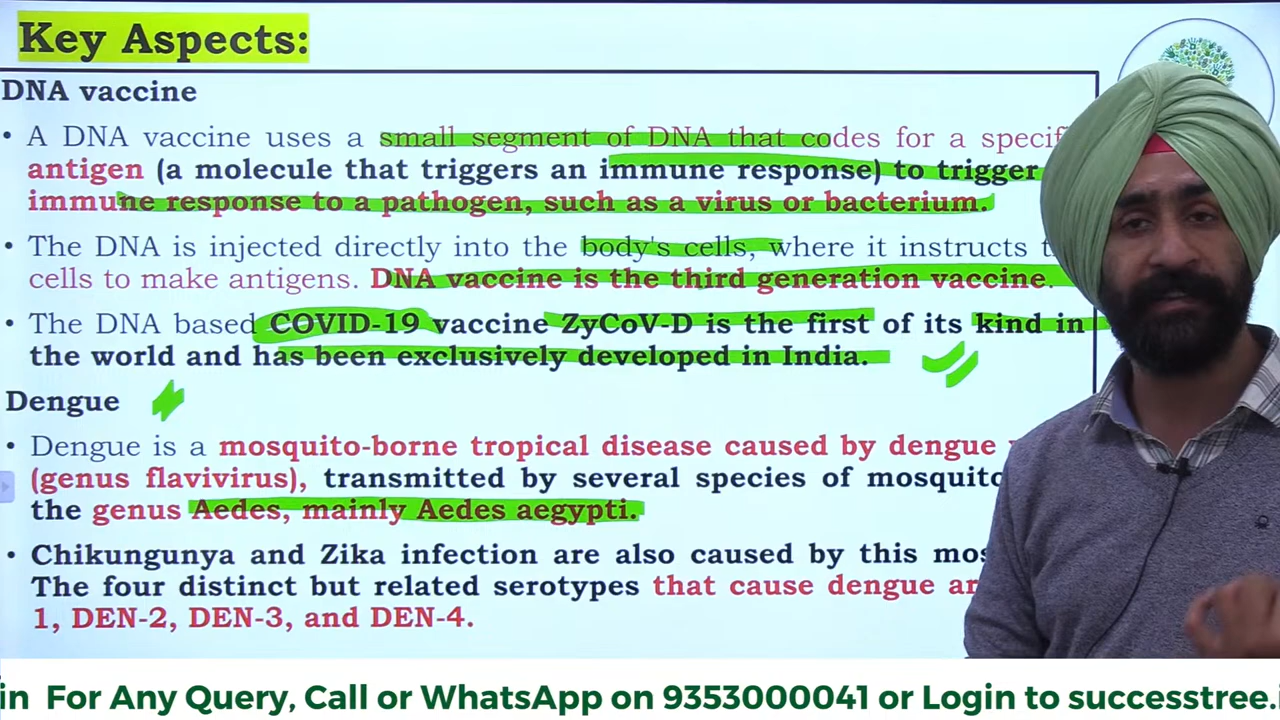 Key Aspects:
DNA vaccine
• A DNA vaccine uses a small segment of DNA that codes for a
antigen (a molecule that triggers an immune response) to trigger
immune response to a pathogen, such as a virus or bacterium.
• The DNA is injected directly into the body's cells, where it instructs
cells to make antigens. DNA vaccine is the third generation vaccine.
• The DNA based COVID-19 vaccine ZyCoV-D is the first of its kind in
the world and has been exclusively developed in India.
Dengue
• Dengue is a mosquito-borne tropical disease caused by dengue
(genus flavivirus), transmitted by several species of
the genus Aedes, mainly Aedes aegypti.
• Chikungunya and Zika infection are also caused by this
The four distinct but related serotypes that cause dengue
1, DEN-2, DEN-3, and DEN-4.
in For Any Query, Call or WhatsApp on 9353000041 or Login to successtree.